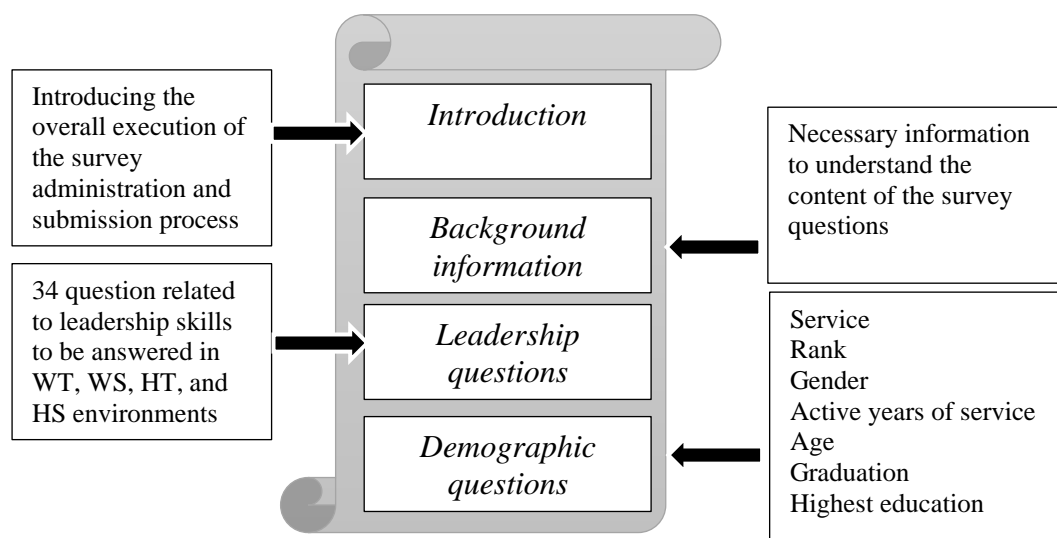 Introducing the
overall execution of
the survey
administration and
submission process
Introduction
Necessary information
to understand the
content of the survey
questions
Background
information
34 question related
to leadership skills
to be answered in
WT, WS, HT, and
HS environments
Leadership
questions
Service
Rank
Gender
Active years of service
Age
Graduation
Highest education
Demographic
questions